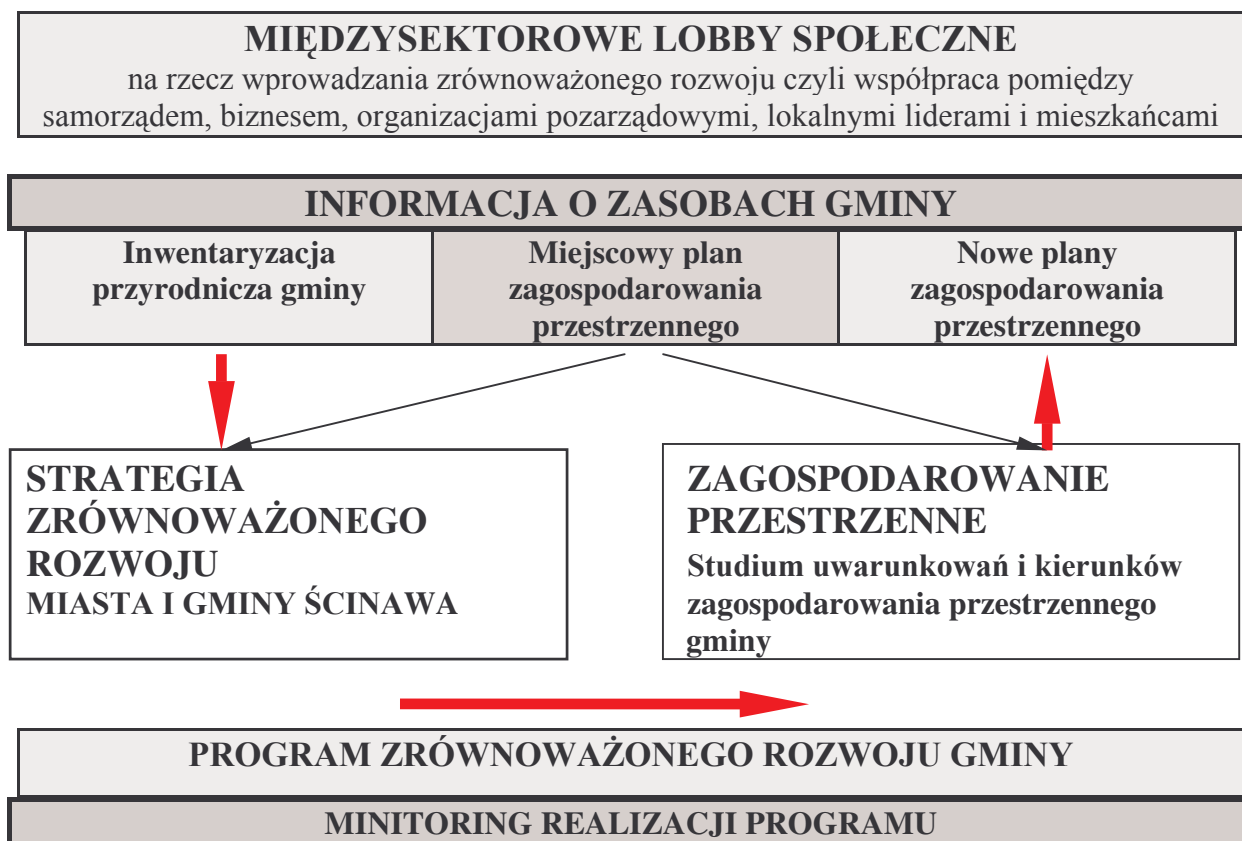 MIĘDZYSEKTOROWE LOBBY SPOŁECZNE
na rzecz wprowadzania zrównoważonego rozwoju czyli współpraca pomiędzy
samorządem, biznesem, organizacjami pozarządowymi, lokalnymi liderami i mieszkańcami
INFORMACJA O ZASOBACH GMINY
Inwentaryzacja
przyrodnicza gminy
Miejscowy plan
zagospodarowania
przestrzennego
Nowe plany
zagospodarowania
przestrzennego
STRATEGIA
ZRÓWNOWAŻONEGO
ROZWOJU
MIASTA I GMINY ŚCINAWA
ZAGOSPODAROWANIE
PRZESTRZENNE
Studium uwarunkowań i kierunków
zagospodarowania przestrzennego
gminy
PROGRAM ZRÓWNOWAŻONEGO ROZWOJU GMINY
MINITORING REALIZACJI PROGRAMU